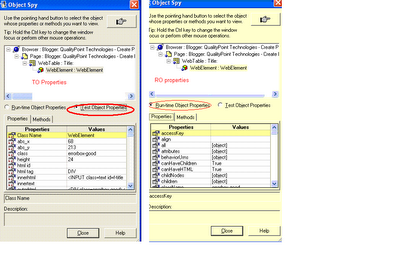 Object Spy
Use the pointing hand button to select the object
whose properties or methods you want to view.
Tip: Hold the Ctrl key to change the window
focus or perform other mouse operations.
Browser : Blogger: QualityPoint Technologies - Create P
Page : Blogger: QualityPoint Technologies - Create F
WebTable : Title:
WebElement : WebElement
TO Properties
Run-time Object Properties
Test Object Properties
Properties
Methods
Properties Values
Class Name WebElement
abs_x 68
abs_y 213
class errorbox-good
height 24
html id
html tag DIV
innerhtml <INPUT class=text id=title
innertext
Class Name
Description:
Close
Help
Object Spy
Use the pointing hand button to select the object
whose properties or methods you want to view.
Tip: Hold the Ctrl key to change the window
focus or perform other mouse operations.
Browser : Blogger: QualityPoint Technologies - Create
Page : Blogger: QualityPoint Technologies - Create
WebTable : Title:
WebElement : WebElement
RO properties
Run-time Object Properties
Test Object Properties
Properties
Methods
Properties Values
accessKey
align
all [object]
attributes [object]
behaviorUrns [object]
canHaveChildren True
canHaveHTML True
childNodes [object]
children [object]
accessKey
Description:
Close
Help